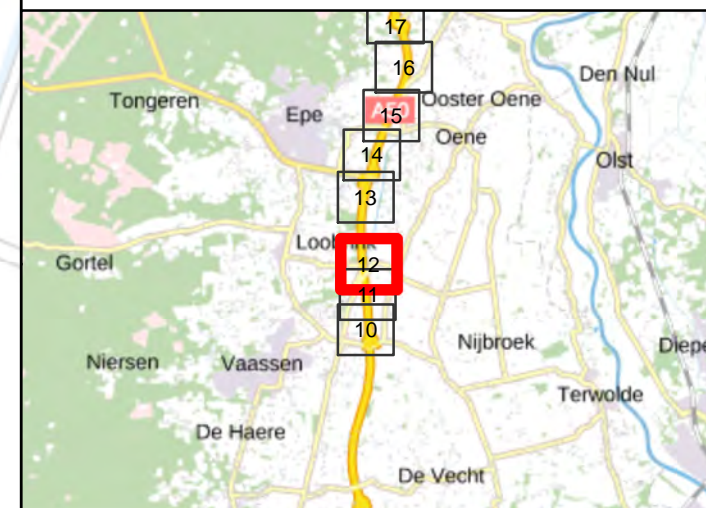 17
16
Den Nul
Tongeren
Epe
Ooster Oene
15
Oene
14
Olst
13
Gortel
12
11
10
Niersen
Vaassen
Nijbroek
Terwolde
De Haere
De Vecht